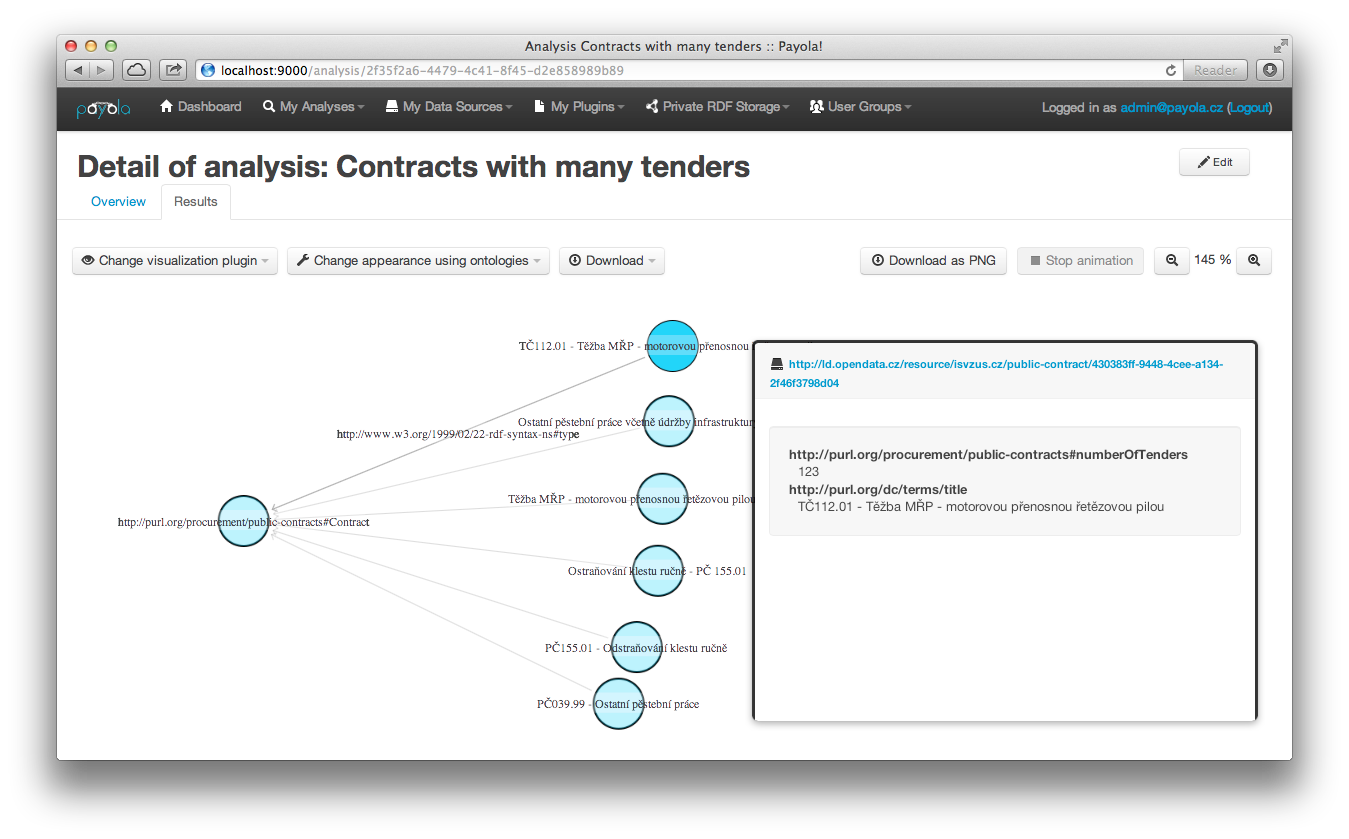 Analysis Contracts with many tenders :: Payola!
localhost:9000/analysis/2f35f2a6-4479-4c41-8f45-d2e858989b89
Reader
payola
Dashboard
My Analyses
My Data Sources
My Plugins
Private RDF Storage
User Groups
Logged in as admin@payola.cz (Logout)
Detail of analysis: Contracts with many tenders
Edit
Overview
Results
Change visualization plugin
Change appearance using ontologies
Download
Download as PNG
Stop animation
145 %
TČ112.01 - Těžba MŘP - motorovou přenosnou
http://ld.opendata.cz/resource/isvzus.cz/public-contract/430383ff-9448-4cee-a134-
2f46f3798d04
Ostatní pěstební práce včetně údržby infrastruktur
http://www.w3.org/1999/02/22-rdf-syntax-ns#type
http://purl.org/procurement/public-contracts#numberOfTenders
123
http://purl.org/dc/terms/title
TČ112.01 - Těžba MŘP - motorovou přenosnou řetězovou pilou
Těžba MŘP - motorovou přenosnou řetězovou pilou
http://purl.org/procurement/public-contracts#Contract
Ostraňování klestu ručně - PČ 155.01
PČ155.01 - Odstraňování klestu ručně
PČ039.99 - Ostatní pěstební práce